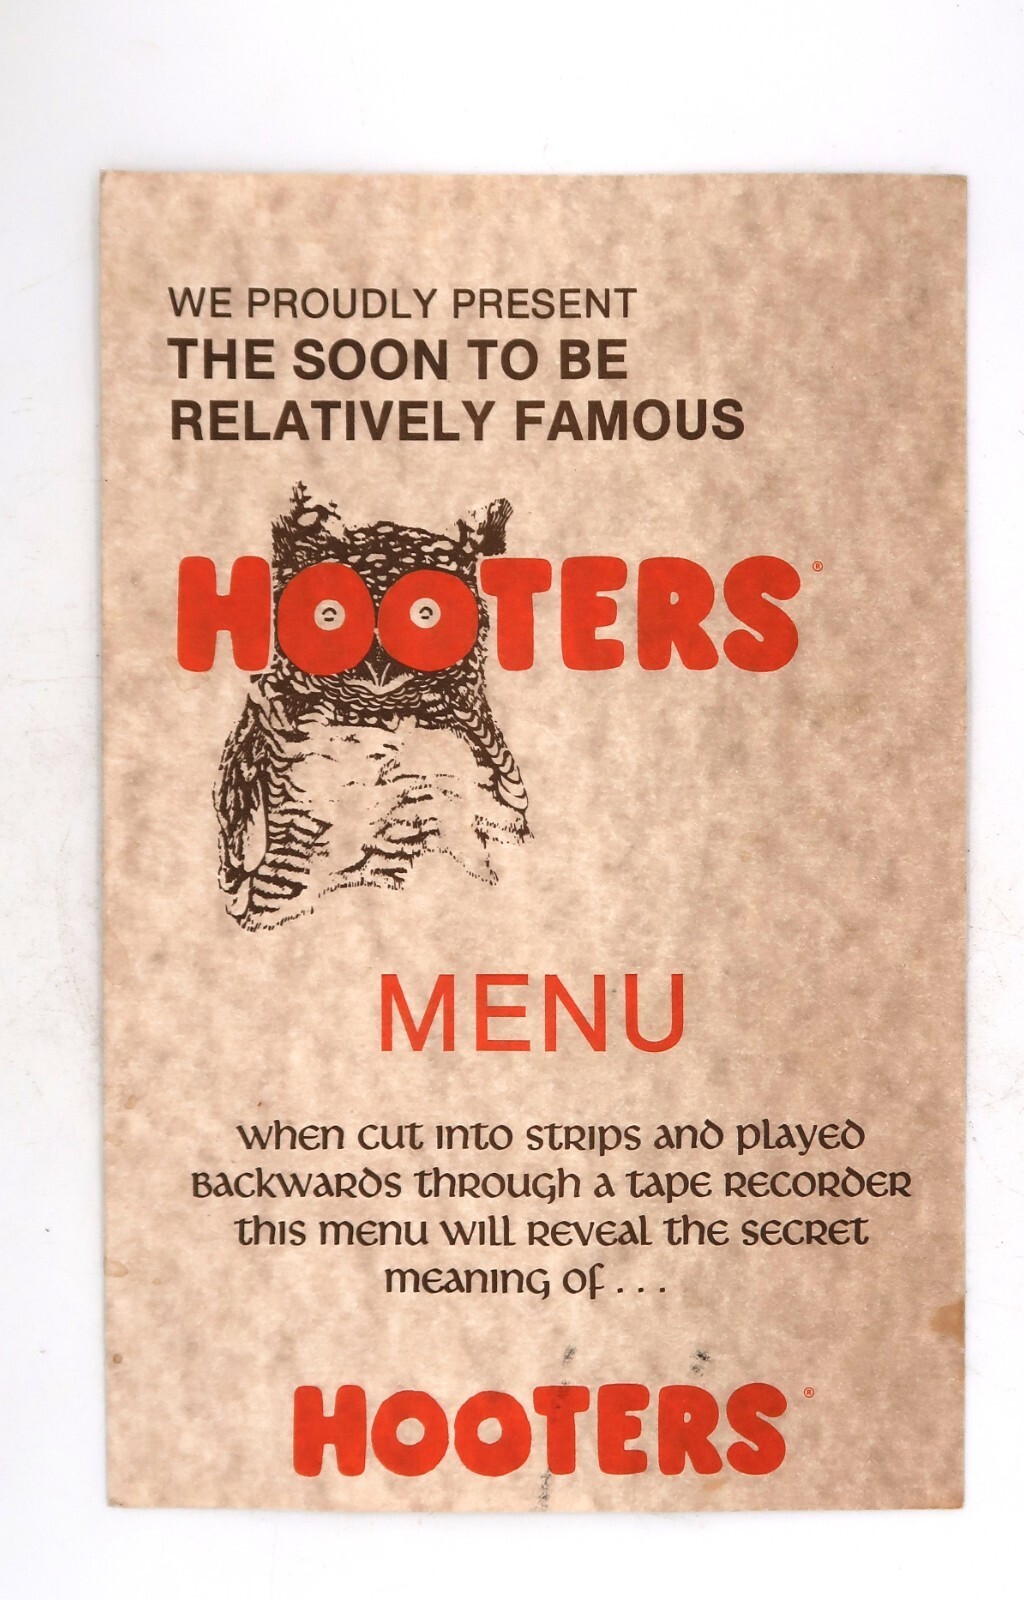 WE PROUDLY PRESENT
THE SOON TO BE
RELATIVELY FAMOUS
HOOTERS®
MENU
when cut into strips and played
backwards through a tape recorder
this menu will reveal the secret
meaning of . . .
HOOTERS®